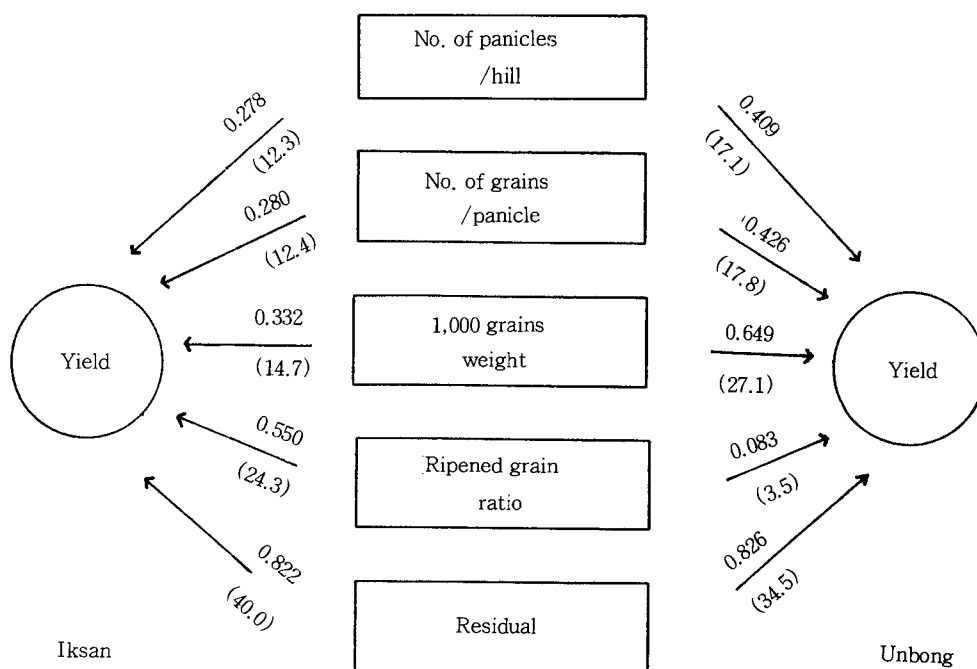 No. of panicles
/hill
0.278
(12.3)
0.409
(17.1)
No. of grains
/panicle
0.280
(12.4)
0.426
(17.8)
1,000 grains
weight
0.332
(14.7)
0.649
(27.1)
Yield
Yield
Ripened grain
ratio
0.550
(24.3)
0.083
(3.5)
Residual
0.822
(40.0)
0.826
(34.5)
Iksan
Unbong